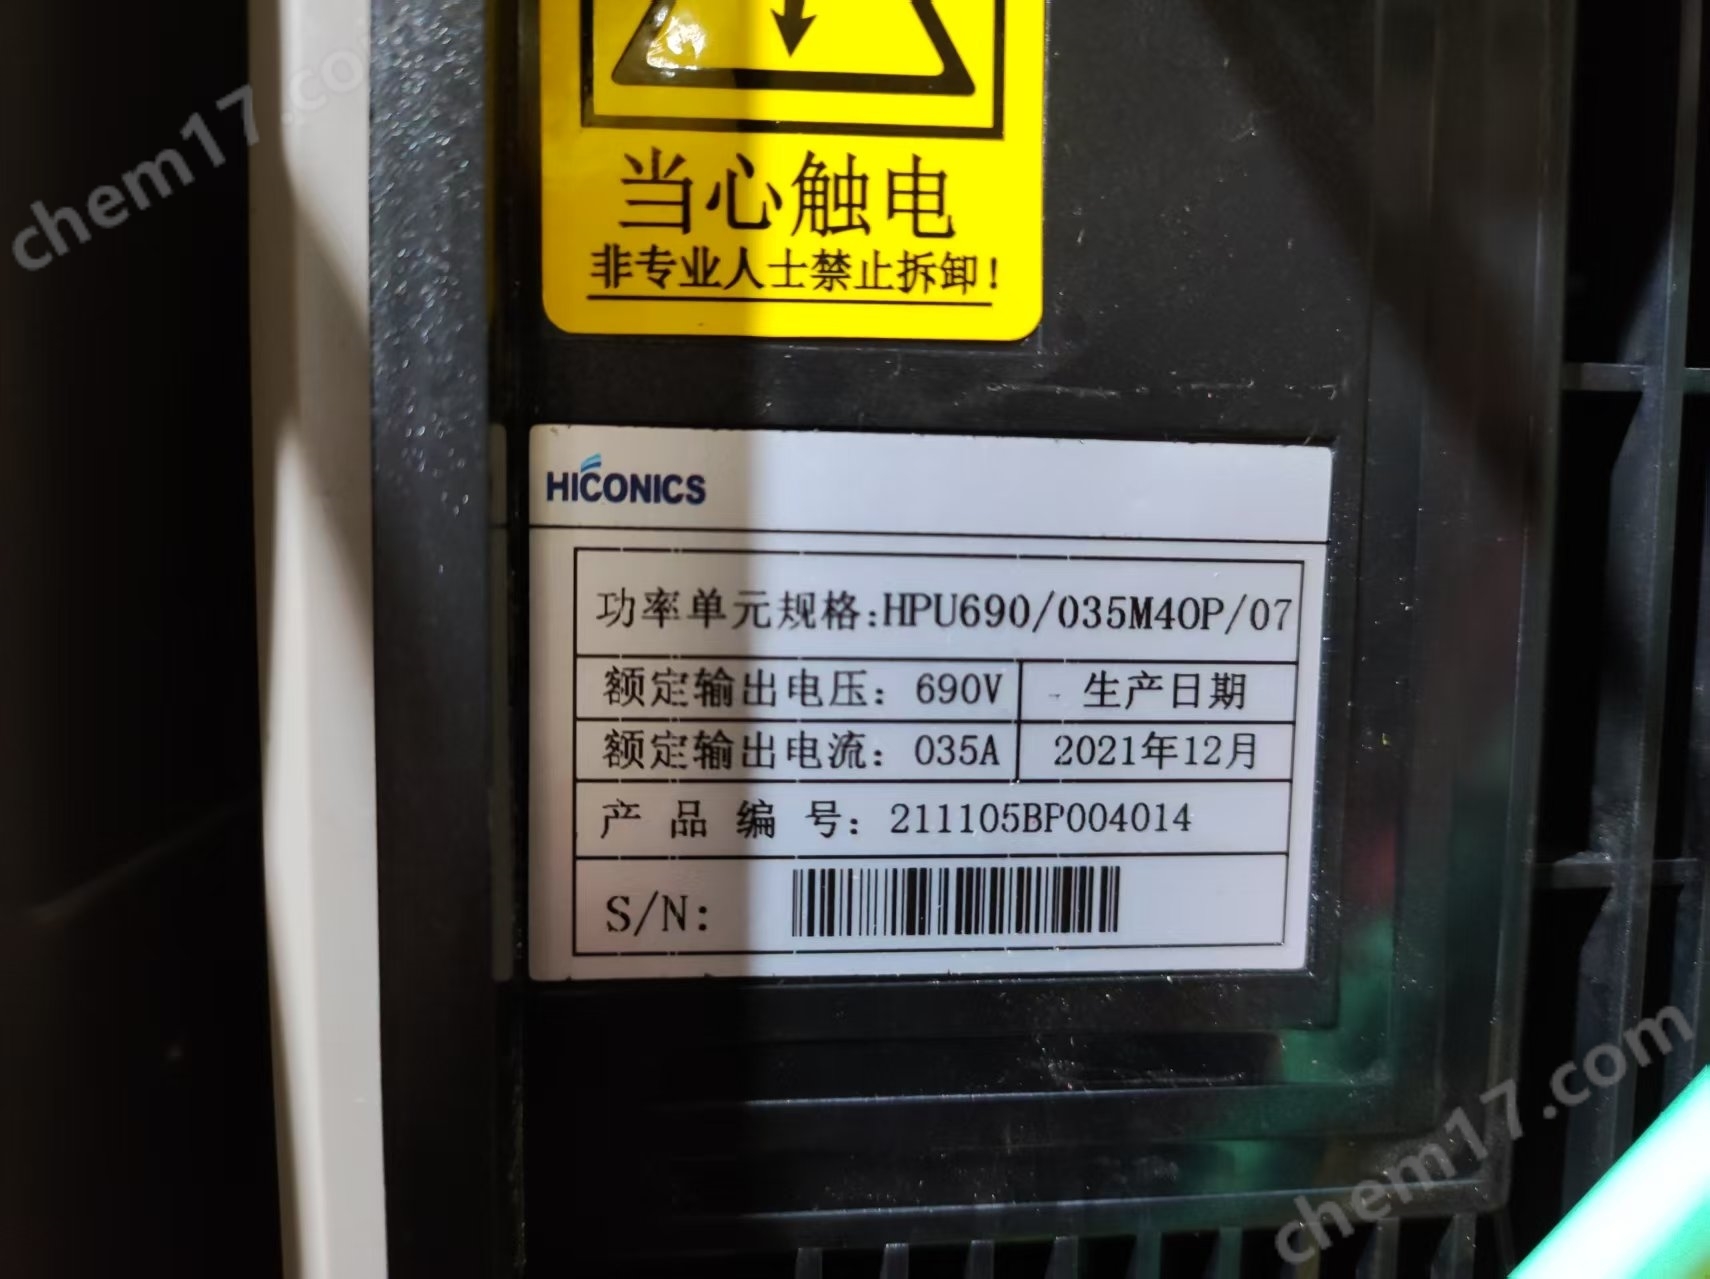 chem17.com
当心触电
非专业人士禁止拆卸!
HICONICS
功率单元规格:HPU690/035M4OP/07
额定输出电压: 690V
生产日期
额定输出电流: 035A
2021年12月
产品编号: 211105BP004014
S/N:
chem17.com